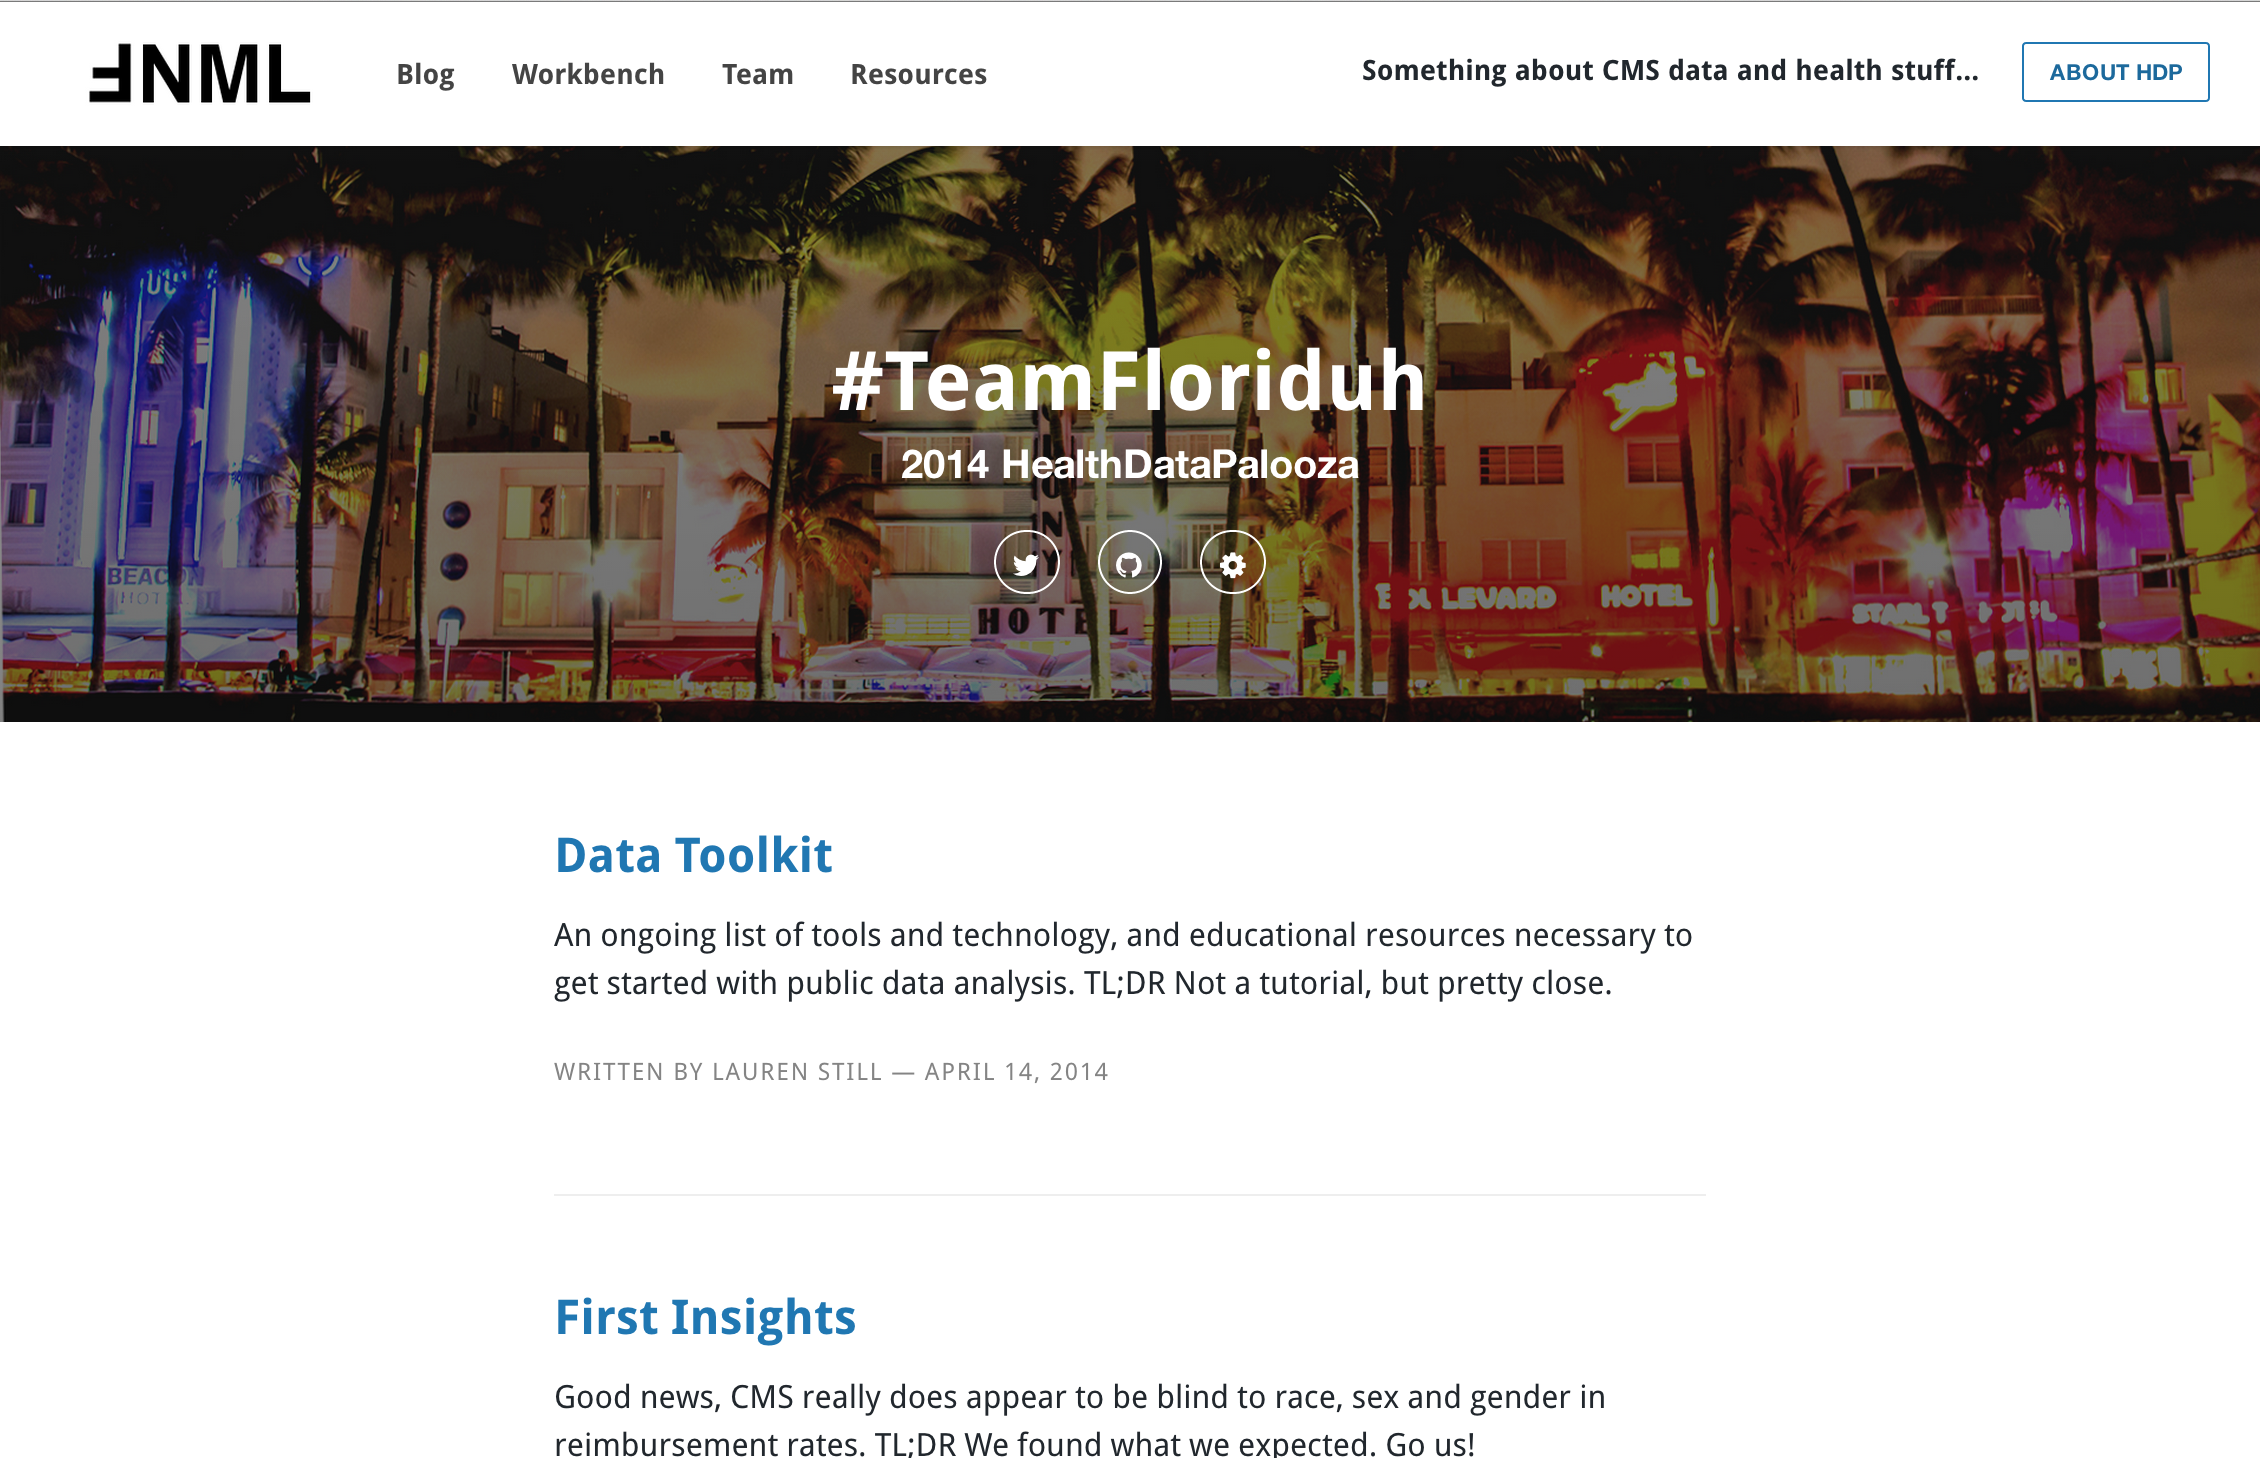 ƎNML
Blog
Workbench
Team
Resources
Something about CMS data and health stuff...
ABOUT HDP
#TeamFloriduh
2014 HealthDataPalooza
BEACON
HOTEL
HOTEL
LEVARD HOTEL
Data Toolkit
An ongoing list of tools and technology, and educational resources necessary to
get started with public data analysis. TL;DR Not a tutorial, but pretty close.
WRITTEN BY LAUREN STILL — APRIL 14, 2014
First Insights
Good news, CMS really does appear to be blind to race, sex and gender in
reimbursement rates. TL;DR We found what we expected. Go us!